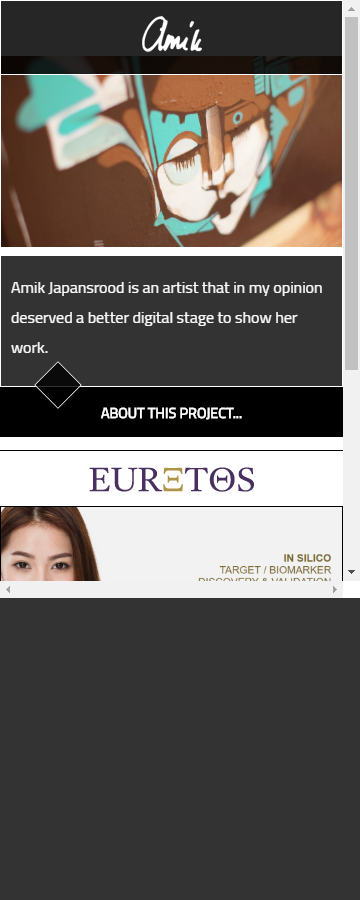 Amik
Amik Japansrood is an artist that in my opinion
deserved a better digital stage to show her
work.
ABOUT THIS PROJECT...
EURΞTOS
IN SILICO
TARGET / BIOMARKER
DISCOVERY & VALIDATION